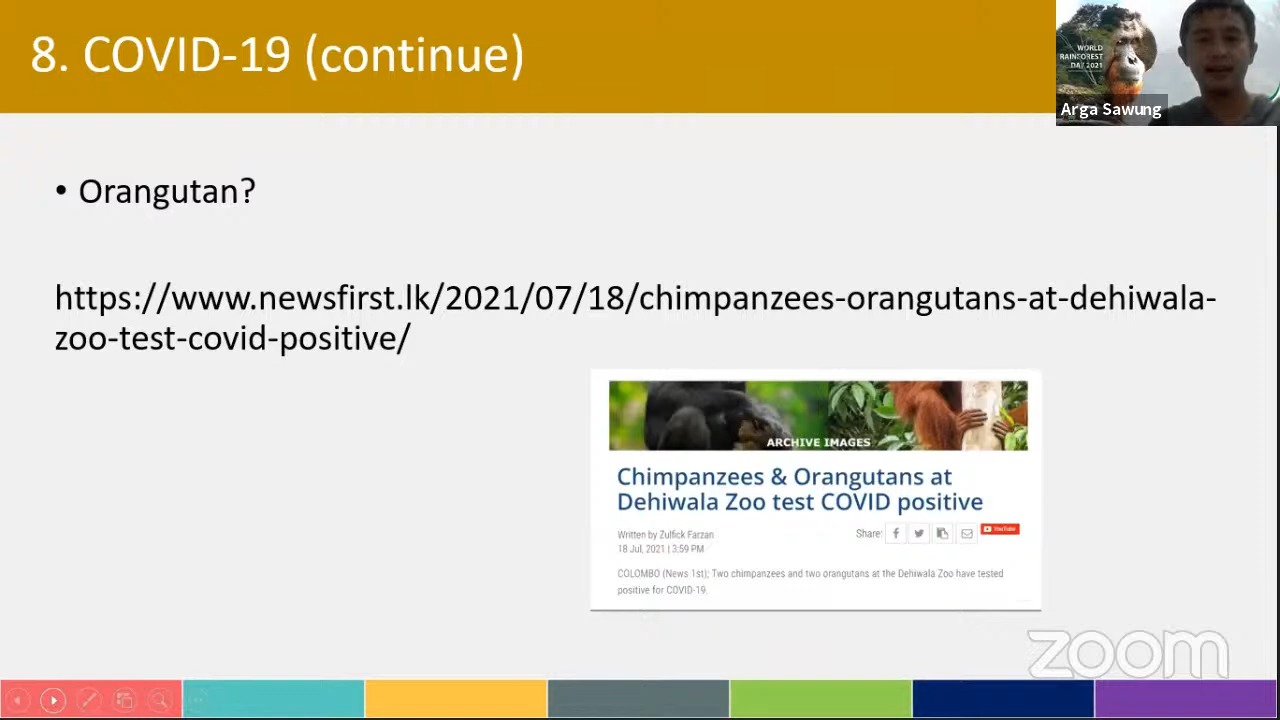 8. COVID-19 (continue)
WORLD
RAINFOREST
DAY 2021
Arga Sawung
• Orangutan?
https://www.newsfirst.lk/2021/07/18/chimpanzees-orangutans-at-dehiwala-
zoo-test-covid-positive/
ARCHIVE IMAGES
Chimpanzees & Orangutans at
Dehiwala Zoo test COVID positive
Written by Zulfick Farzan
18 Jul, 2021 | 3:59 PM
Share:
YouTube
COLOMBO (News 1st); Two chimpanzees and two orangutans at the Dehiwala Zoo have tested
positive for COVID-19.
zoom